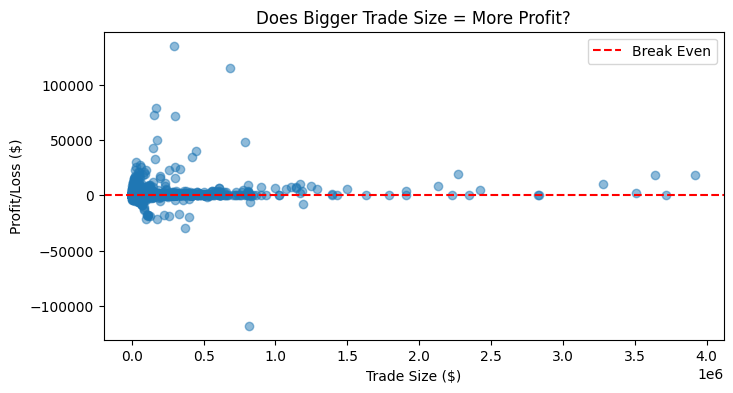 Does Bigger Trade Size = More Profit?
Break Even
Profit/Loss ($)
100000
50000
0
−50000
−100000
0.0 0.5 1.0 1.5 2.0 2.5 3.0 3.5 4.0
1e6
Trade Size ($)